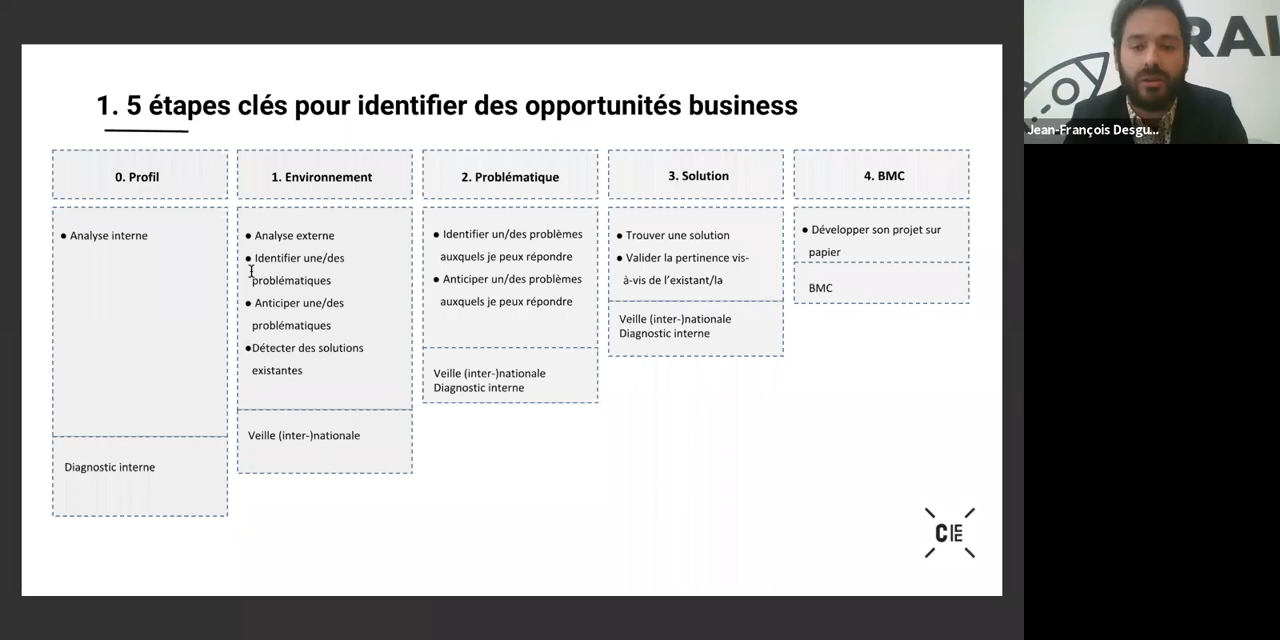 1. 5 étapes clés pour identifier des opportunités business
0. Profil
● Analyse interne
Diagnostic interne
1. Environnement
● Analyse externe
● Identifier une/des
problématiques
● Anticiper une/des
problématiques
●Détecter des solutions
existantes
Veille (inter-)nationale
2. Problématique
● Identifier un/des problèmes
auxquels je peux répondre
● Anticiper un/des problèmes
auxquels je peux répondre
Veille (inter-)nationale
Diagnostic interne
3. Solution
● Trouver une solution
● Valider la pertinence vis-
à-vis de l’existant/la
Veille (inter-)nationale
Diagnostic interne
4. BMC
● Développer son projet sur
papier
BMC
CIEE
RAI
Jean-François Desgu...